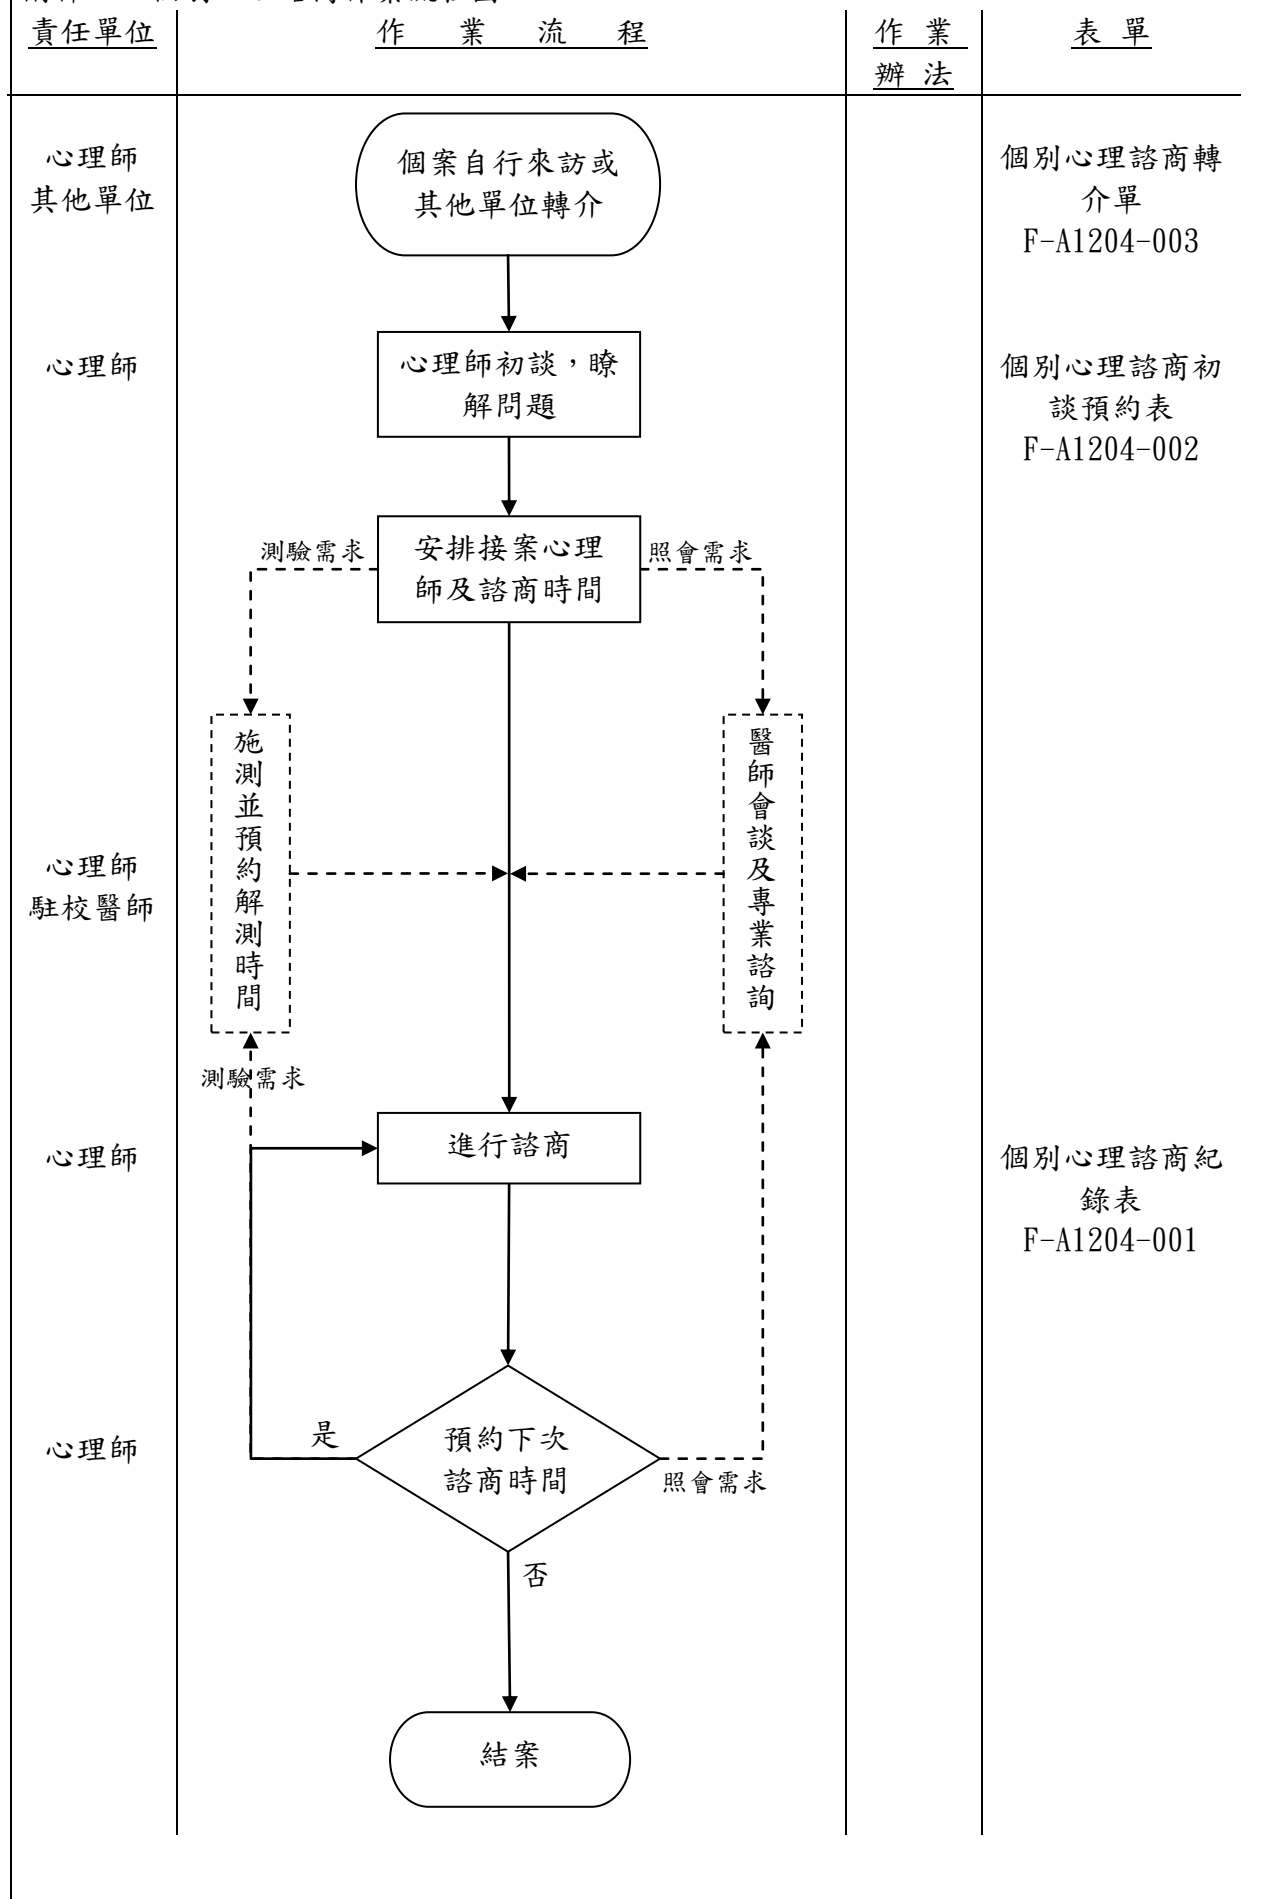 責任單位
作業流程
作業
辦法
表單
心理師
其他單位
個案自行來訪或
其他單位轉介
個別心理諮商轉
介單
F-A1204-003
心理師
心理師初談，瞭
解問題
個別心理諮商初
談預約表
F-A1204-002
測驗需求
安排接案心理
師及諮商時間
照會需求
心理師
駐校醫師
施測並預約解測時間
醫師會談及專業諮詢
測驗需求
心理師
進行諮商
個別心理諮商紀
錄表
F-A1204-001
心理師
是
預約下次
諮商時間
照會需求
否
結案